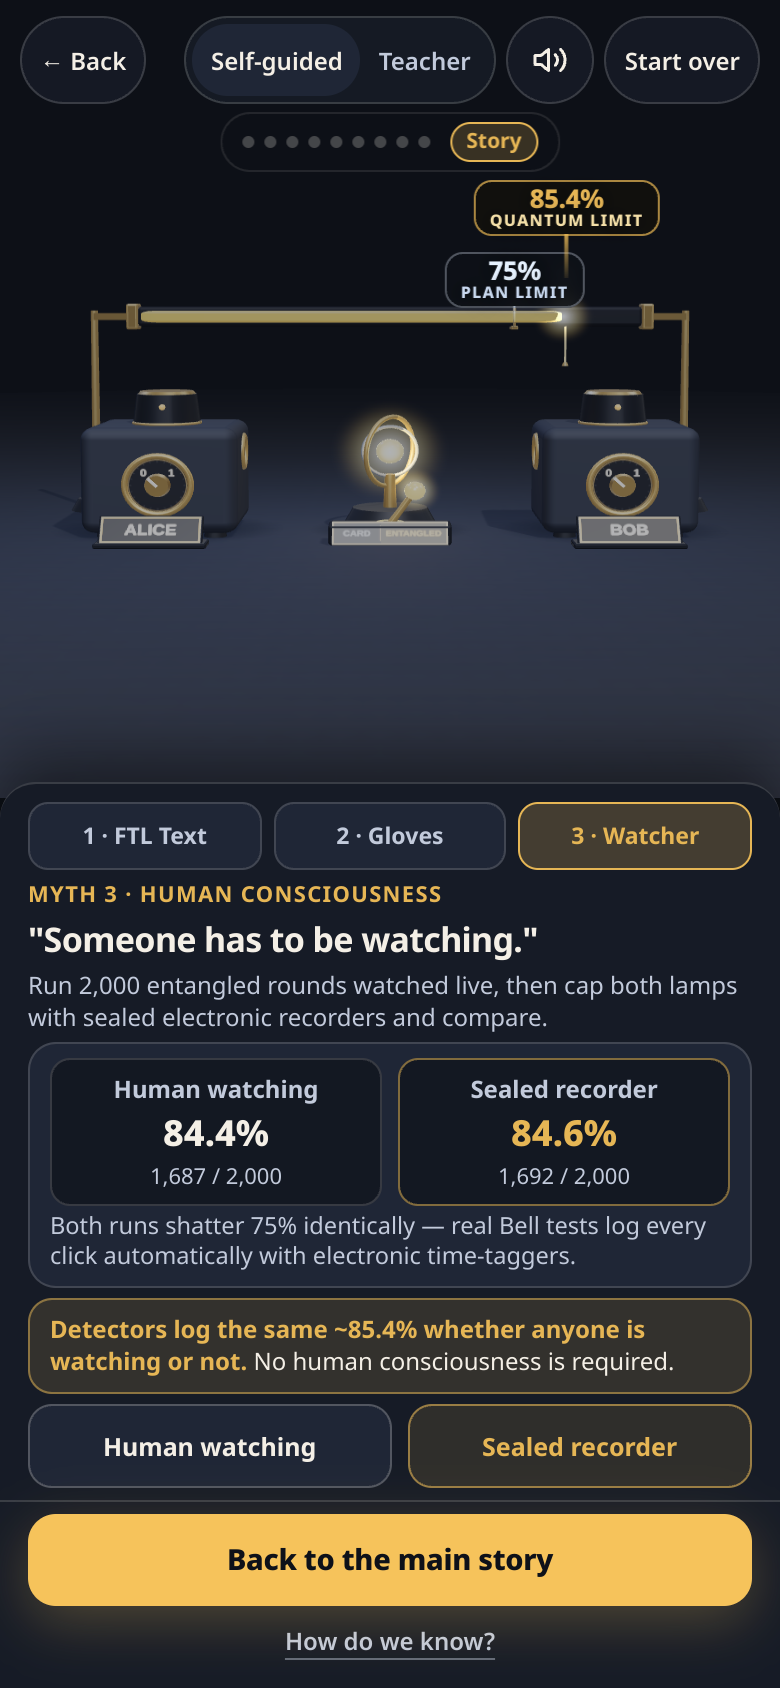 ← Back
Self-guided
Teacher
Start over
Story
85.4%
QUANTUM LIMIT
75%
PLAN LIMIT
0 1
0 1
ALICE
CARD
ENTANGLED
BOB
1 · FTL Text
2 · Gloves
3 · Watcher
MYTH 3 · HUMAN CONSCIOUSNESS
"Someone has to be watching."
Run 2,000 entangled rounds watched live, then cap both lamps
with sealed electronic recorders and compare.
Human watching
84.4%
1,687 / 2,000
Sealed recorder
84.6%
1,692 / 2,000
Both runs shatter 75% identically — real Bell tests log every
click automatically with electronic time-taggers.
Detectors log the same ~85.4% whether anyone is
watching or not. No human consciousness is required.
Human watching
Sealed recorder
Back to the main story
How do we know?